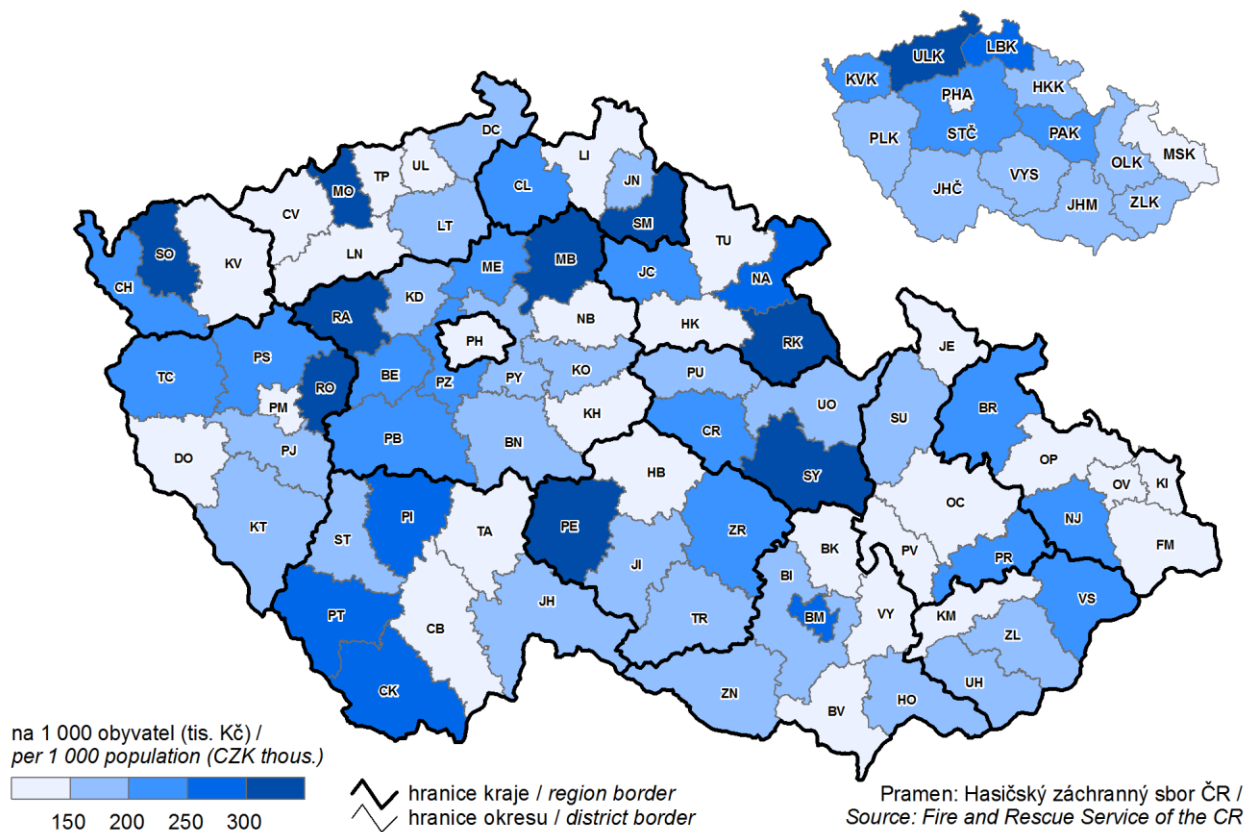 ULK
LBK
KVK
HKK
PHA
PLK
STČ
PAK
MSK
OLK
VYS
JHČ
JHM
ZLK
DC
LI
UL
TP
MO
CL
JN
CV
LT
SM
TU
SO
KV
LN
ME
MB
JC
NA
CH
KD
RA
NB
HK
RK
PH
JE
PS
TC
BE
PZ
PY
KO
PU
RO
PM
KH
UO
SU
BR
PB
BN
CR
DO
PJ
HB
SY
OP
OV
KI
OC
NJ
KT
ST
PI
TA
PE
ZR
BK
PV
PR
FM
JI
BI
PT
CB
JH
TR
BM
VY
KM
VS
ZL
CK
ZN
BV
HO
UH
na 1 000 obyvatel (tis. Kč) /
per 1 000 population (CZK thous.)
150 200 250 300
hranice kraje / region border
hranice okresu / district border
Pramen: Hasičský záchranný sbor ČR /
Source: Fire and Rescue Service of the CR